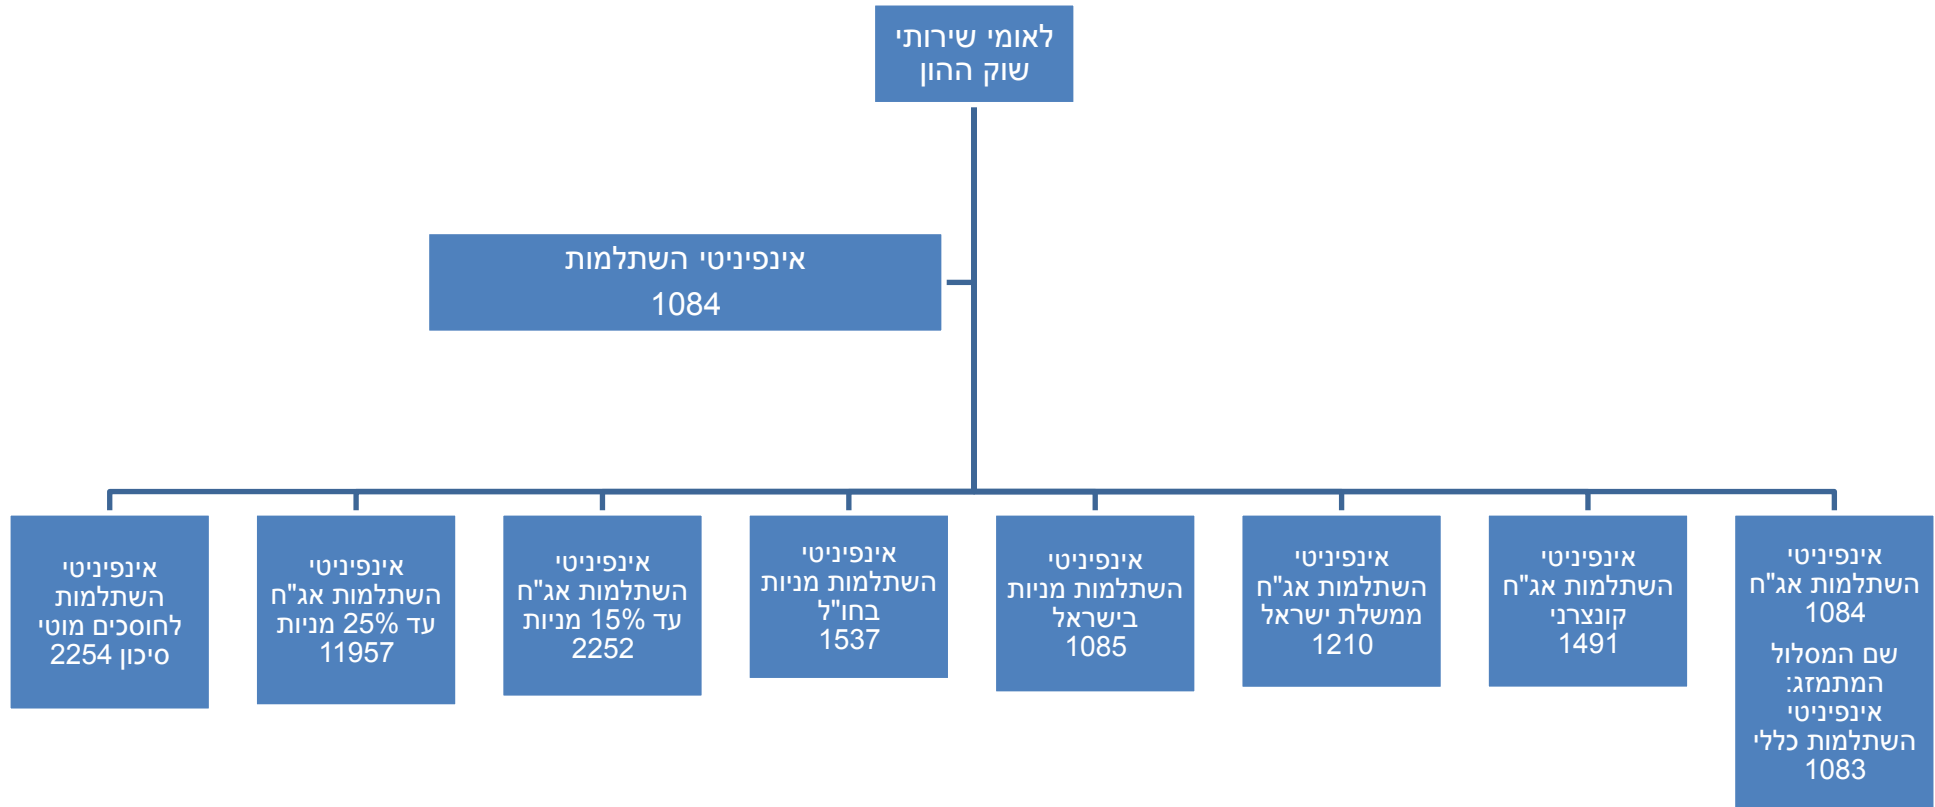 לאומי שירותי
שוק ההון
אינפיניטי השתלמות
1084
אינפיניטי
השתלמות אג"ח
1084
שם המסלול
המתמזג:
אינפיניטי
השתלמות כללי
1083
אינפיניטי
השתלמות אג"ח
קונצרני
1491
אינפיניטי
השתלמות אג"ח
ממשלת ישראל
1210
אינפיניטי
השתלמות מניות
בישראל
1085
אינפיניטי
השתלמות מניות
בחו"ל
1537
אינפיניטי
השתלמות אג"ח
עד 15% מניות
2252
אינפיניטי
השתלמות אג"ח
עד 25% מניות
11957
אינפיניטי
השתלמות
לחוסכים מוטי
סיכון 2254